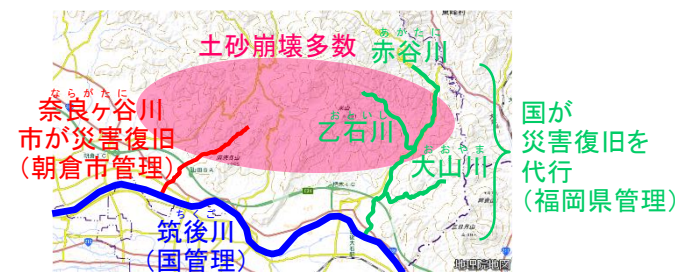 土砂崩壊多数
あかたに
赤谷川
ならがたに
奈良ヶ谷川
市が災害復旧
（朝倉市管理）
おといし
乙石川
おおやま
大山川
国が
災害復旧を
代行
（福岡県管理）
ちくご
筑後川
（国管理）
地理院地図